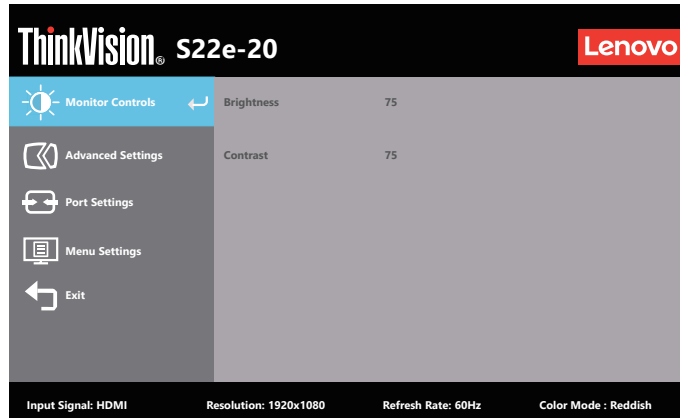 ThinkVision® S22e-20
Lenovo
Monitor Controls
Brightness 75
Advanced Settings
Contrast 75
Port Settings
Menu Settings
Exit
Input Signal: HDMI Resolution: 1920x1080 Refresh Rate: 60Hz Color Mode : Reddish